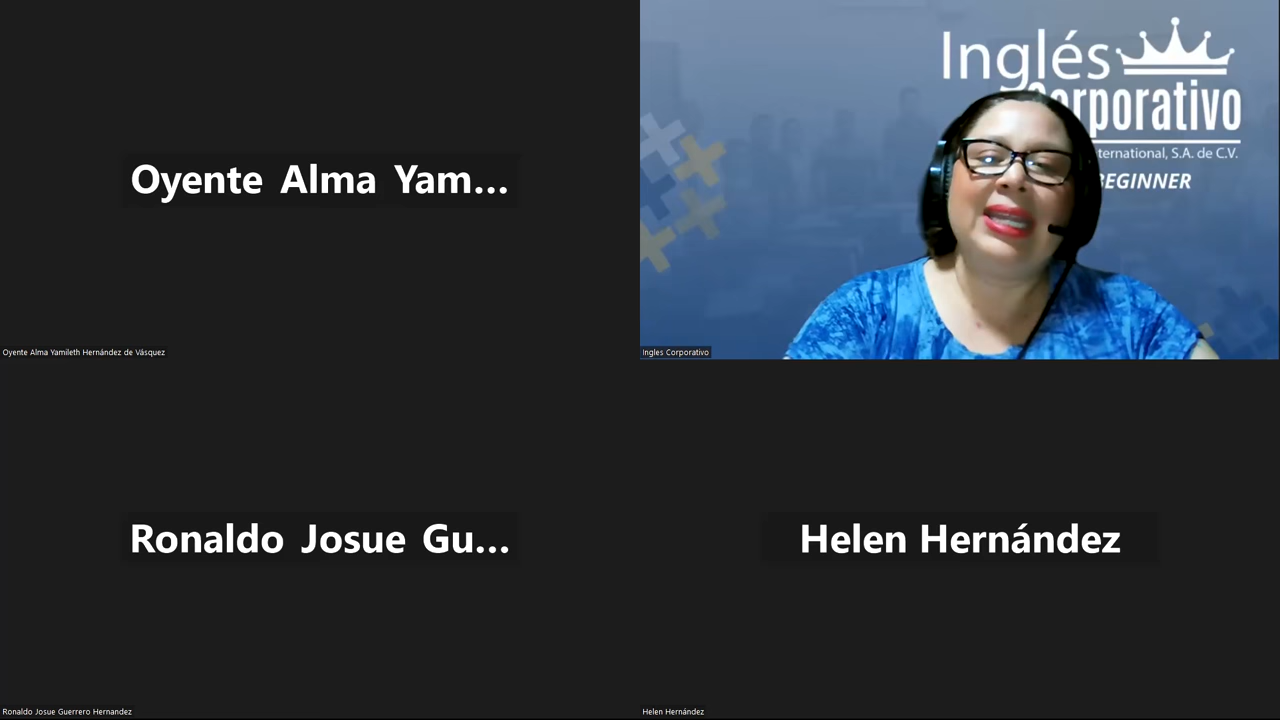 Oyente Alma Yam...
Oyente Alma Yamileth Hernández de Vásquez
Inglés
Corporativo
ternational, S.A. de C.V.
BEGINNER
Ingles Corporativo
Ronaldo Josue Gu...
Ronaldo Josue Guerrero Hernandez
Helen Hernández
Helen Hernández